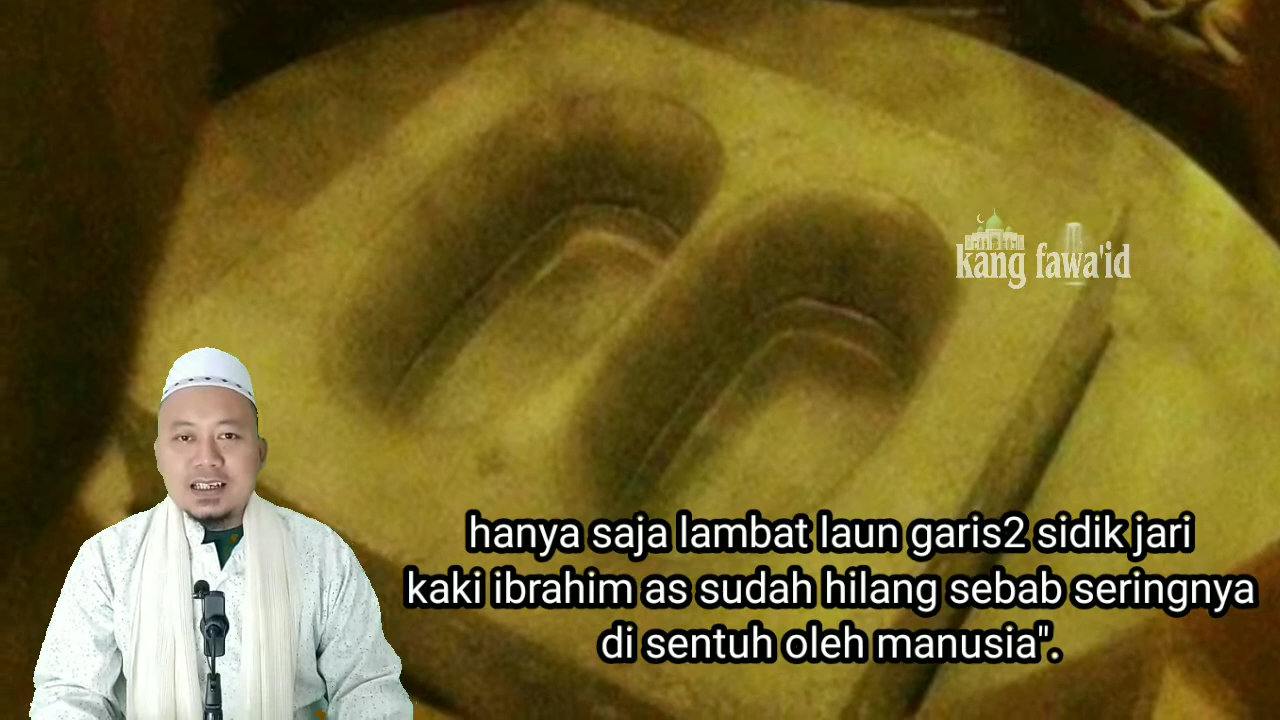 kang fawa'id
hanya saja lambat laun garis2 sidik jari
kaki ibrahim as sudah hilang sebab seringnya
di sentuh oleh manusia".